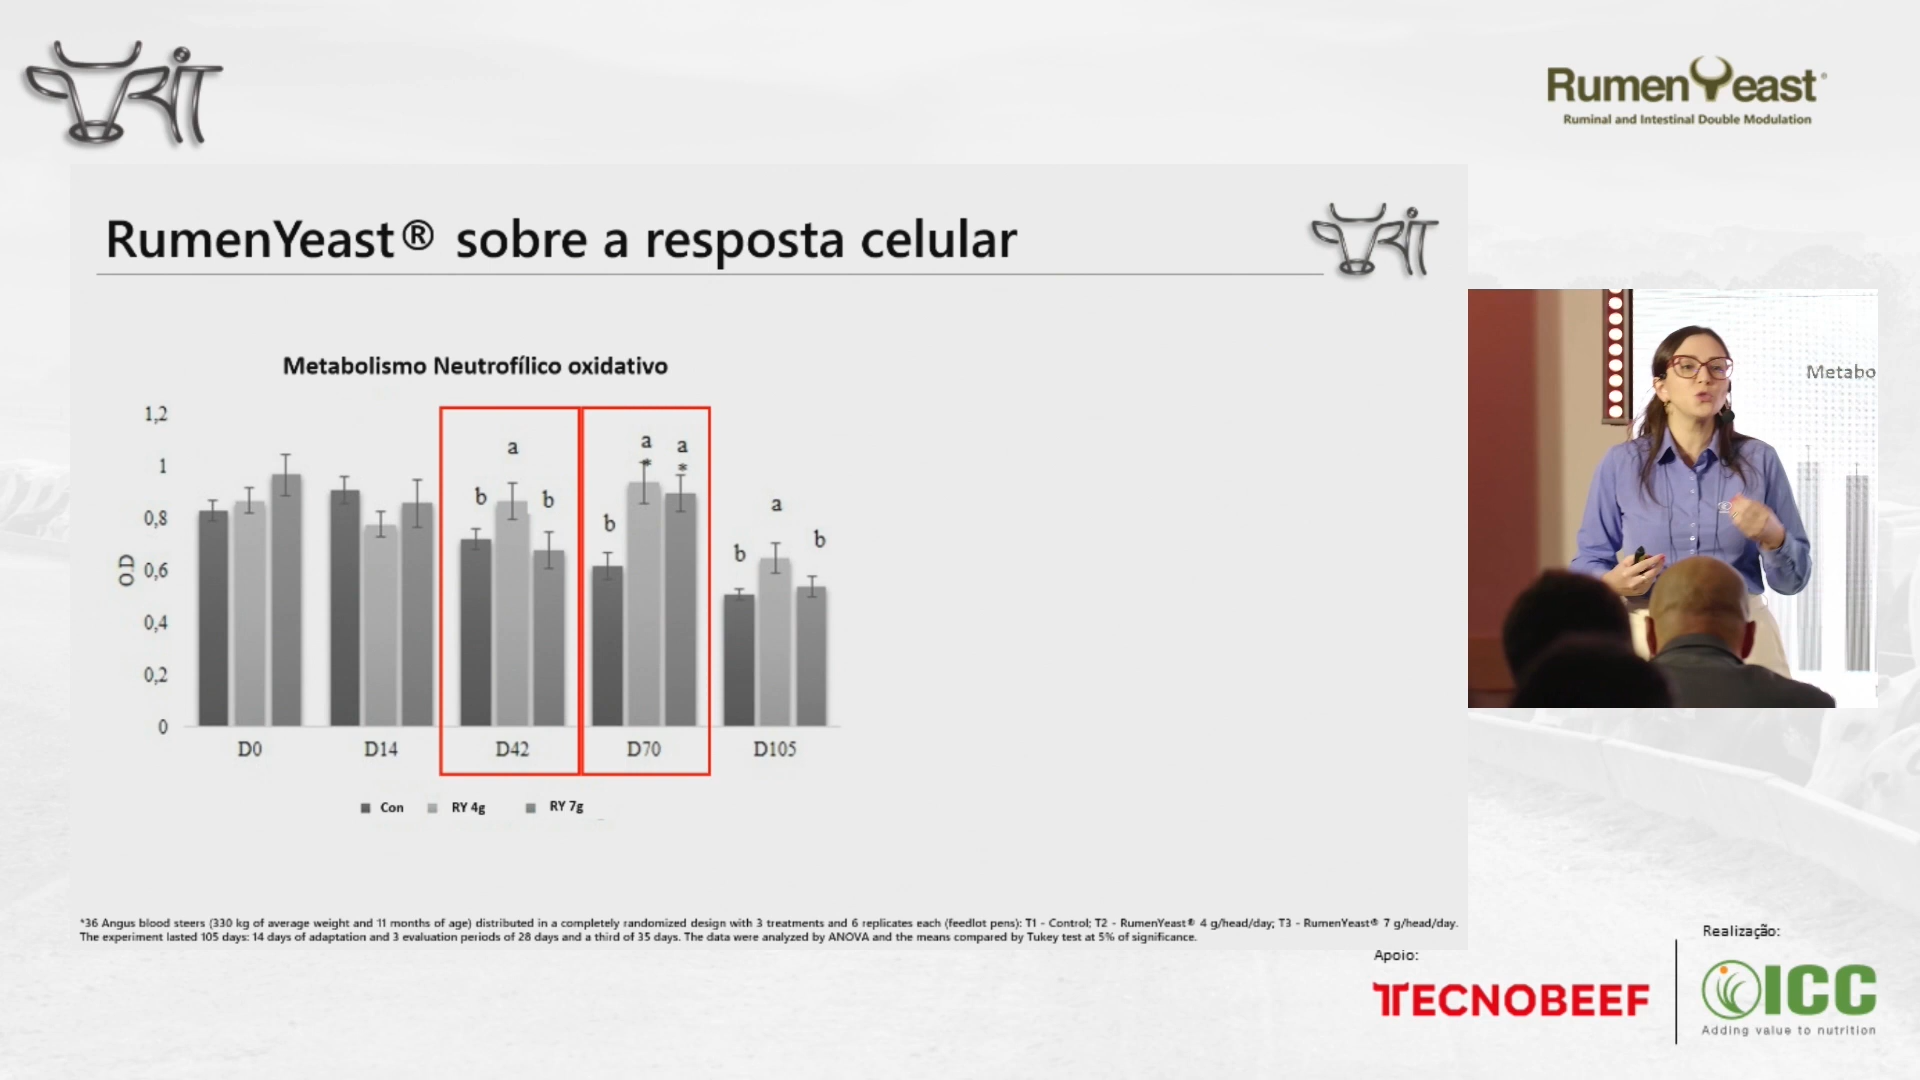 RIT
RumenYeast®
Ruminal and Intestinal Double Modulation
RumenYeast® sobre a resposta celular
RIT
Metabolismo Neutrofílico oxidativo
1,2
1
0,8
0,6
0,4
0,2
0
O.D
b
a
b
b
a
*
a
*
b
a
b
D0
D14
D42
D70
D105
Con
RY 4g
RY 7g
*36 Angus blood steers (330 kg of average weight and 11 months of age) distributed in a completely randomized design with 3 treatments and 6 replicates each (feedlot pens): T1 - Control; T2 - RumenYeast® 4 g/head/day; T3 - RumenYeast® 7 g/head/day.
The experiment lasted 105 days: 14 days of adaptation and 3 evaluation periods of 28 days and a third of 35 days. The data were analyzed by ANOVA and the means compared by Tukey test at 5% of significance.
Metabo
Apoio:
TECNOBEEF
Realização:
ICC
Adding value to nutrition